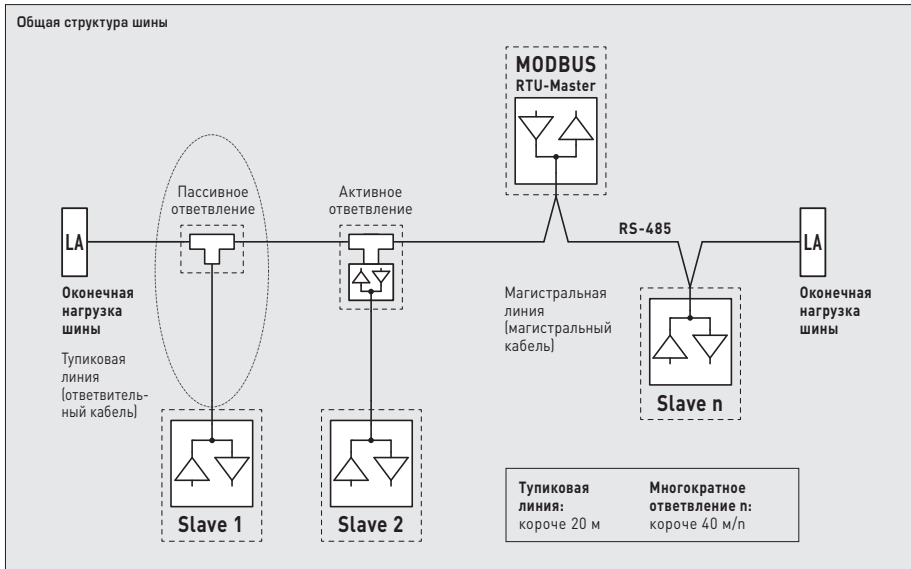 Общая структура шины
MODBUS
RTU-Master
Пассивное
ответвление
Активное
ответвление
RS-485
LA
LA
Оконечная
нагрузка
шины
Магистральная
линия
(магистральный
кабель)
Оконечная
нагрузка
шины
Тупиковая
линия
(ответвитель-
ный кабель)
Slave n
Slave 1
Slave 2
Тупиковая
линия:
короче 20 м
Многократное
ответвление n:
короче 40 м/n